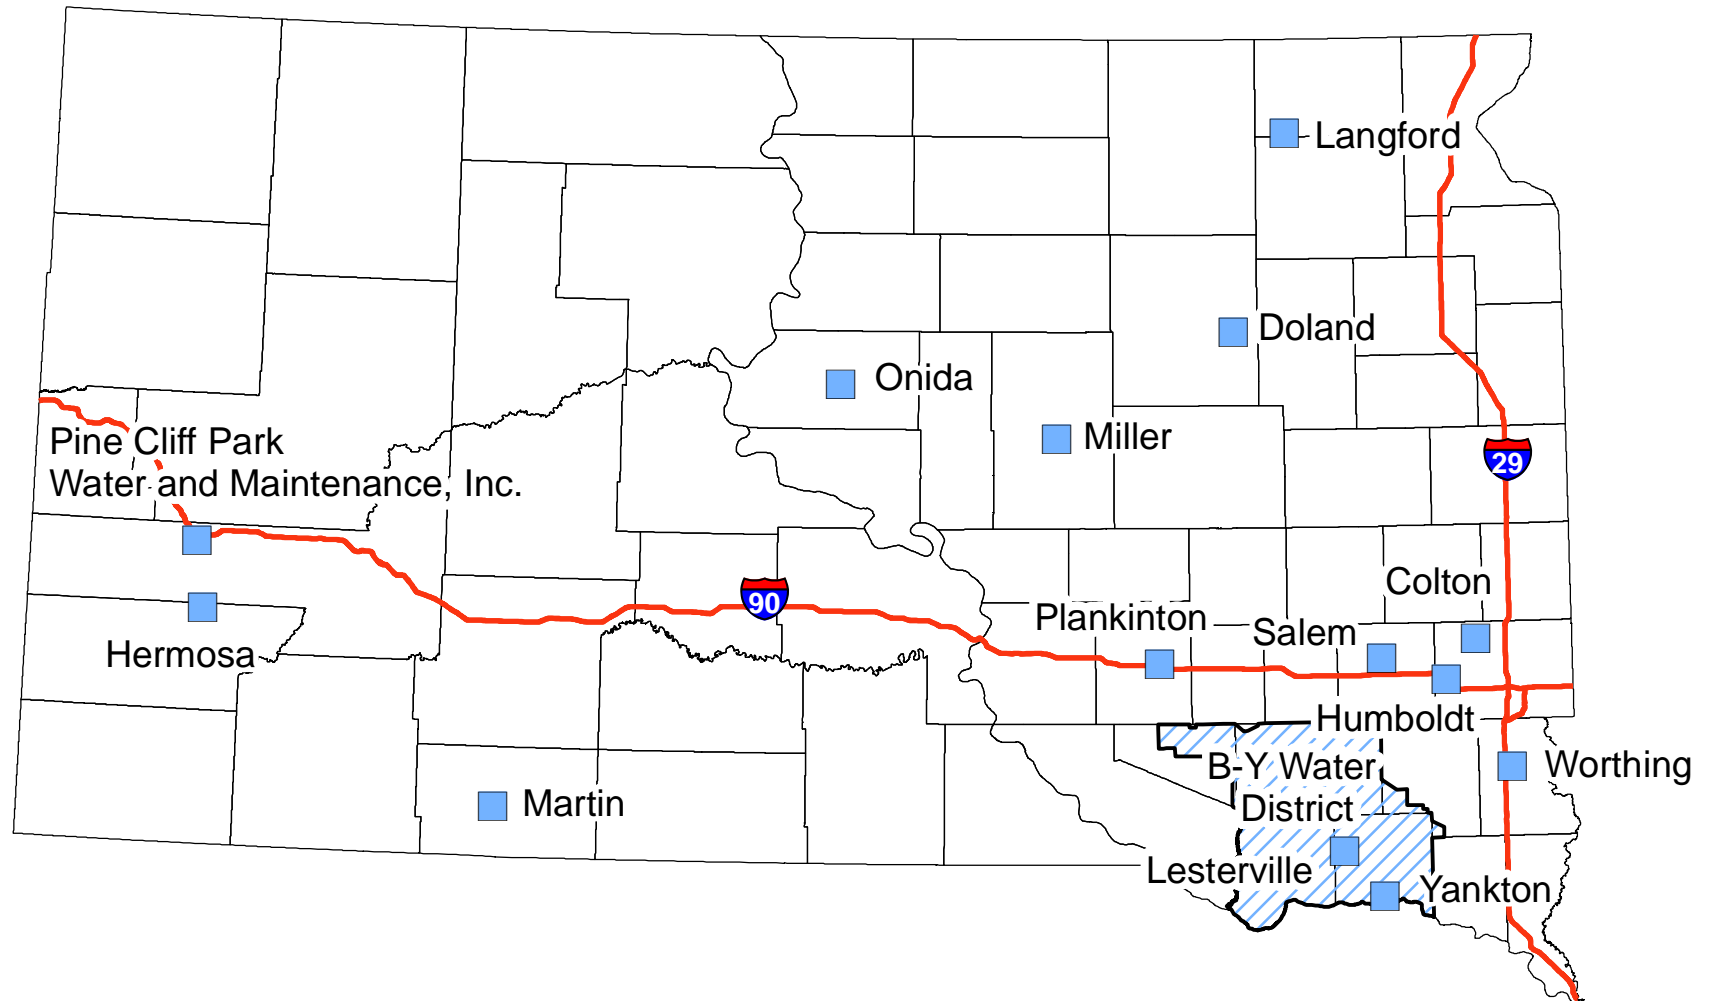 Langford
Doland
Onida
Miller
Pine Cliff Park
Water and Maintenance, Inc.
29
Colton
90
Plankinton
Salem
Hermosa
Humboldt
B-Y Water
District
Worthing
Martin
Lesterville
Yankton